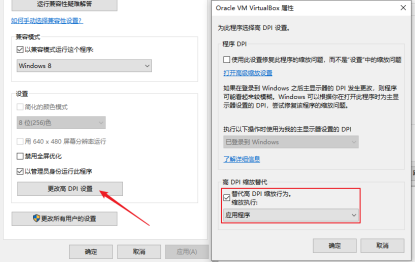 运行兼容性疑难解答
如何手动选择兼容性设置?
兼容模式
以兼容模式运行这个程序:
Windows 8
设置
简化的颜色模式
8 位(256)色
用 640 x 480 屏幕分辨率运行
禁用全屏优化
以管理员身份运行此程序
更改高 DPI 设置
更改所有用户的设置
确定
取消
应用(A)
Oracle VM VirtualBox 属性
为此程序选择高 DPI 设置。
程序 DPI
使用此设置修复此程序的缩放问题,而不是"设置"中的缩放问题
打开高级缩放设置
如果在登录到 Windows 之后主显示器的 DPI 发生更改,则程序
可能看起来较模糊。Windows 可以根据你在打开此程序时为主显
示器设置的 DPI,尝试修复该程序的缩放问题。
执行以下操作时使用为我的主显示器设置的 DPI
已登录到 Windows
了解详细信息
高 DPI 缩放替代
替代高 DPI 缩放行为。
缩放执行:
应用程序
确定
取消